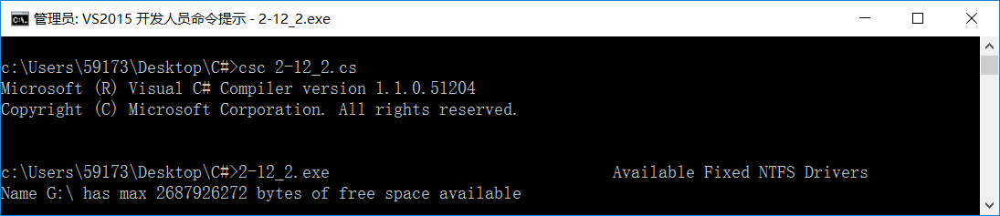 管理员: VS2015 开发人员命令提示 - 2-12_2.exe
c:\Users\59173\Desktop\C#>csc 2-12_2.cs
Microsoft (R) Visual C# Compiler version 1.1.0.51204
Copyright (C) Microsoft Corporation. All rights reserved.
c:\Users\59173\Desktop\C#>2-12_2.exe                               Available Fixed NTFS Drivers
Name G:\ has max 2687926272 bytes of free space available